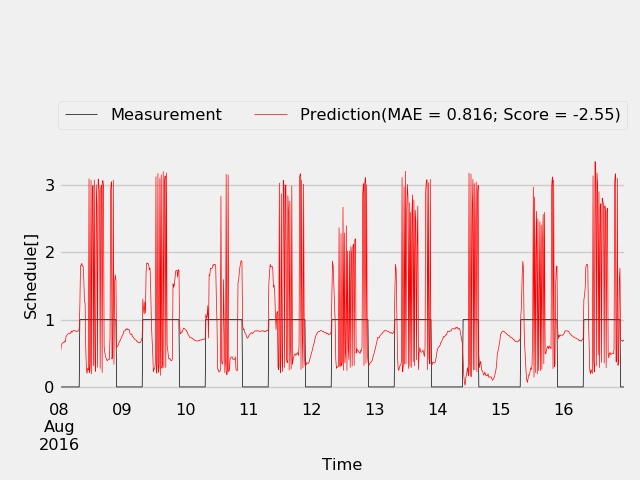 Measurement
Prediction(MAE = 0.816; Score = -2.55)
3
2
1
0
Schedule[]
08 09 10 11 12 13 14 15 16
Aug
2016
Time